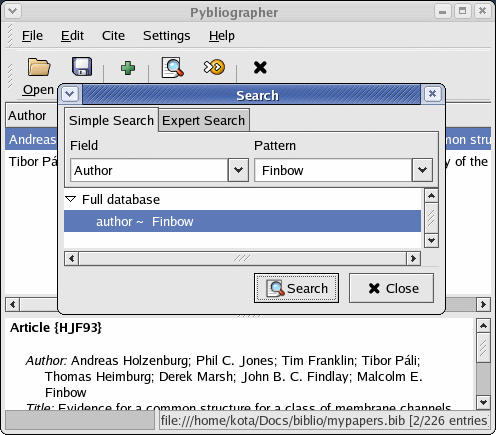 Pybliographer
File Edit Cite Settings Help
Open
Author
Andreas
mon stru
Tibor Pá
y of the
Search
Simple Search Expert Search
Field Pattern
Author Finbow
Full database
author ~ Finbow
Search Close
Article {HJF93}
Author: Andreas Holzenburg; Phil C. Jones; Tim Franklin; Tibor Páli;
Thomas Heimburg; Derek Marsh; John B. C. Findlay; Malcolm E.
Finbow
Title: Evidence for a common structure for a class of membrane channels
file:///home/kota/Docs/biblio/mypapers.bib [2/226 entries]